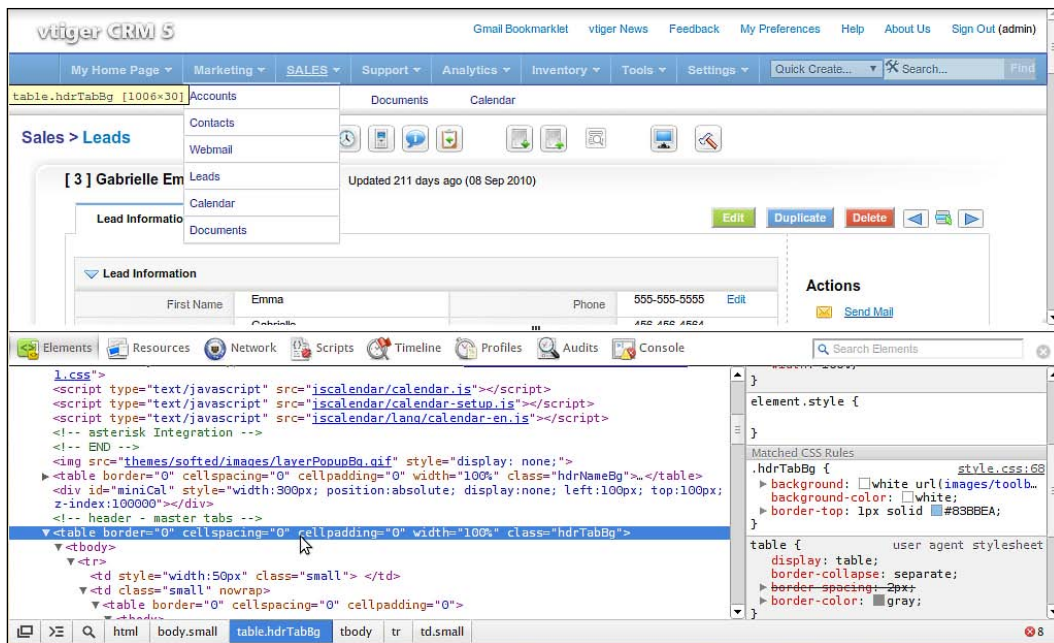 vtiger CRM 5
Gmail Bookmarklet vtiger News Feedback My Preferences Help About Us Sign Out (admin)
My Home Page Marketing SALES Support Analytics Inventory Tools Settings Quick Create... Search... Find
table.hdrTabBg [1006×30]
Accounts
Documents Calendar
Contacts
Sales > Leads
Webmail
[ 3 ] Gabrielle Em
Leads
Updated 211 days ago (08 Sep 2010)
Calendar
Documents
Lead Informatio
Edit Duplicate Delete
Lead Information
Actions
First Name Emma Phone 555-555-5555 Edit
Send Mail
Gabrielle 456-456-4564
Elements Resources Network Scripts Timeline Profiles Audits Console Search Elements
1.css">
<script type="text/javascript" src="jscalendar/calendar.js"></script>
<script type="text/javascript" src="jscalendar/calendar-setup.js"></script>
<script type="text/javascript" src="jscalendar/lang/calendar-en.js"></script>
<!-- asterisk Integration -->
<!-- END -->
<img src="themes/softed/images/layerPopupBg.gif" style="display: none;">
<table border="0" cellspacing="0" cellpadding="0" width="100%" class="hdrNameBg">…</table>
<div id="miniCal" style="width:300px; position:absolute; display:none; left:100px; top:100px;
z-index:100000"></div>
<!-- header - master tabs -->
<table border="0" cellspacing="0" cellpadding="0" width="100%" class="hdrTabBg">
<tbody>
<tr>
<td style="width:50px" class="small"> </td>
<td class="small" nowrap>
<table border="0" cellspacing="0" cellpadding="0">
<tbody>
}
element.style {
}
Matched CSS Rules
.hdrTabBg { style.css:68
background: white url(images/toolb…
background-color: white;
border-top: 1px solid #83BBEA;
}
table { user agent stylesheet
display: table;
border-collapse: separate;
border-spacing: 2px;
border-color: gray;
}
html body.small table.hdrTabBg tbody tr td.small 8